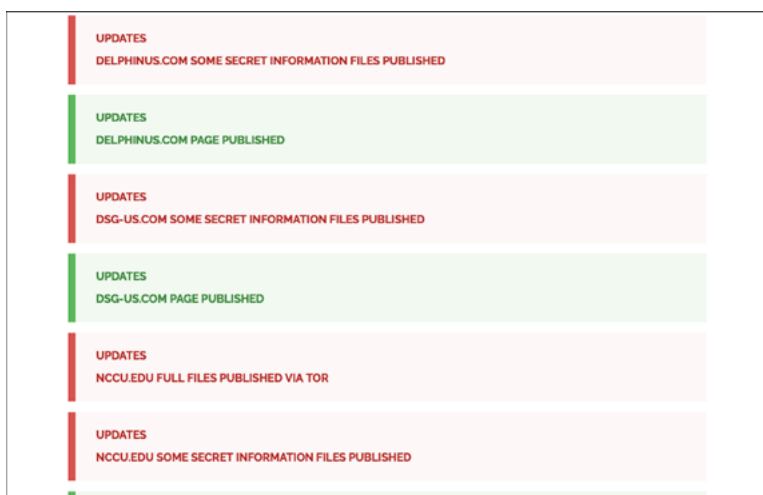 UPDATES
DELPHINUS.COM SOME SECRET INFORMATION FILES PUBLISHED
UPDATES
DELPHINUS.COM PAGE PUBLISHED
UPDATES
DSG-US.COM SOME SECRET INFORMATION FILES PUBLISHED
UPDATES
DSG-US.COM PAGE PUBLISHED
UPDATES
NCCU.EDU FULL FILES PUBLISHED VIA TOR
UPDATES
NCCU.EDU SOME SECRET INFORMATION FILES PUBLISHED